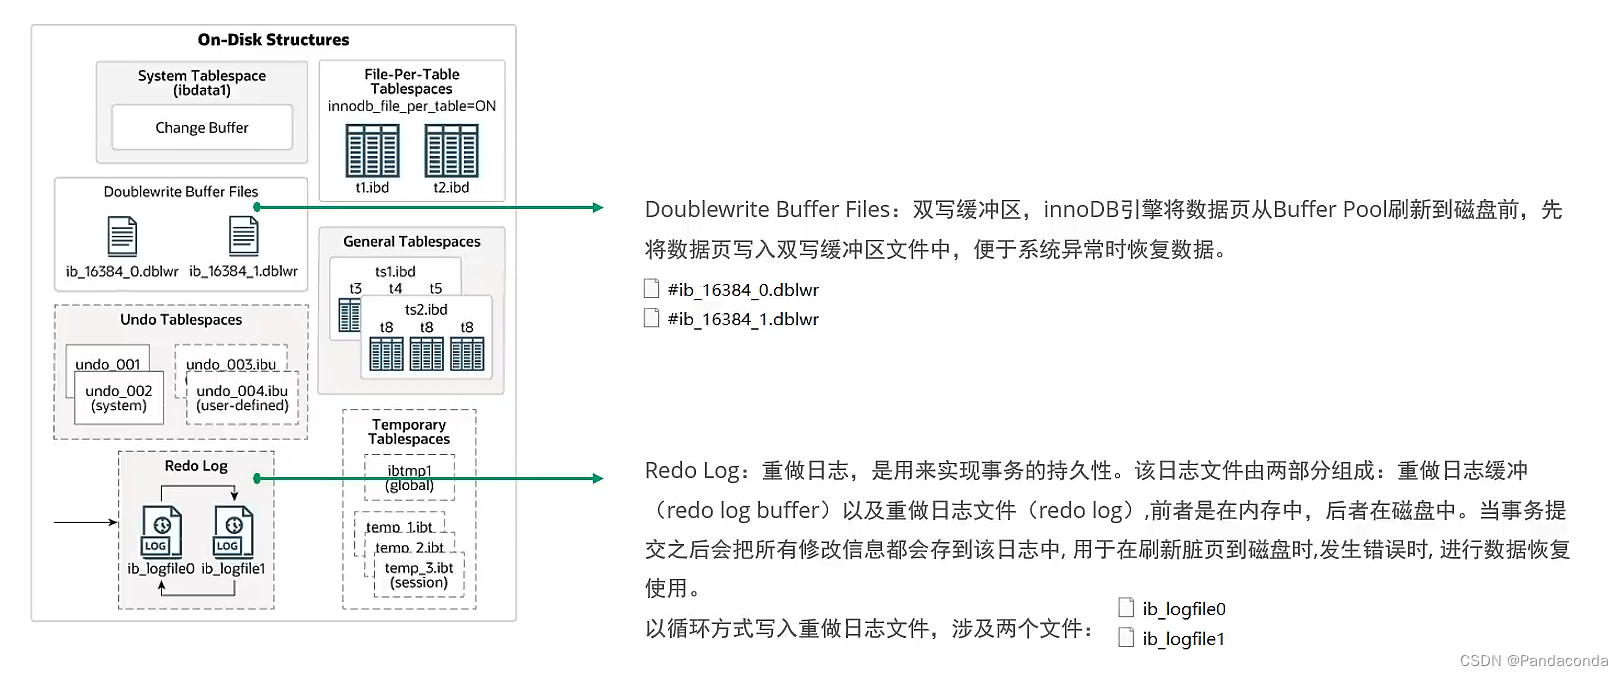 On-Disk Structures
System Tablespace
(ibdata1)
Change Buffer
File-Per-Table
Tablespaces
innodb_file_per_table=ON
t1.ibd
t2.ibd
Doublewrite Buffer Files
ib_16384_0.dblwr
ib_16384_1.dblwr
General Tablespaces
ts1.ibd
t3 t4 t5
ts2.ibd
t8 t8 t8
Undo Tablespaces
undo_001
undo_002
(system)
undo_003.ibu
undo_004.ibu
(user-defined)
Temporary
Tablespaces
ibtmp1
(global)
temp_1.ibt
temp_2.ibt
temp_3.ibt
(session)
Redo Log
LOG
LOG
ib_logfile0
ib_logfile1
Doublewrite Buffer Files：双写缓冲区，innoDB引擎将数据页从Buffer Pool刷新到磁盘前，先
将数据页写入双写缓冲区文件中，便于系统异常时恢复数据。
#ib_16384_0.dblwr
#ib_16384_1.dblwr
Redo Log：重做日志，是用来实现事务的持久性。该日志文件由两部分组成：重做日志缓冲
（redo log buffer）以及重做日志文件（redo log）,前者是在内存中，后者在磁盘中。当事务提
交之后会把所有修改信息都会存到该日志中, 用于在刷新脏页到磁盘时,发生错误时, 进行数据恢复
使用。
以循环方式写入重做日志文件，涉及两个文件：
ib_logfile0
ib_logfile1
CSDN @Pandaconda